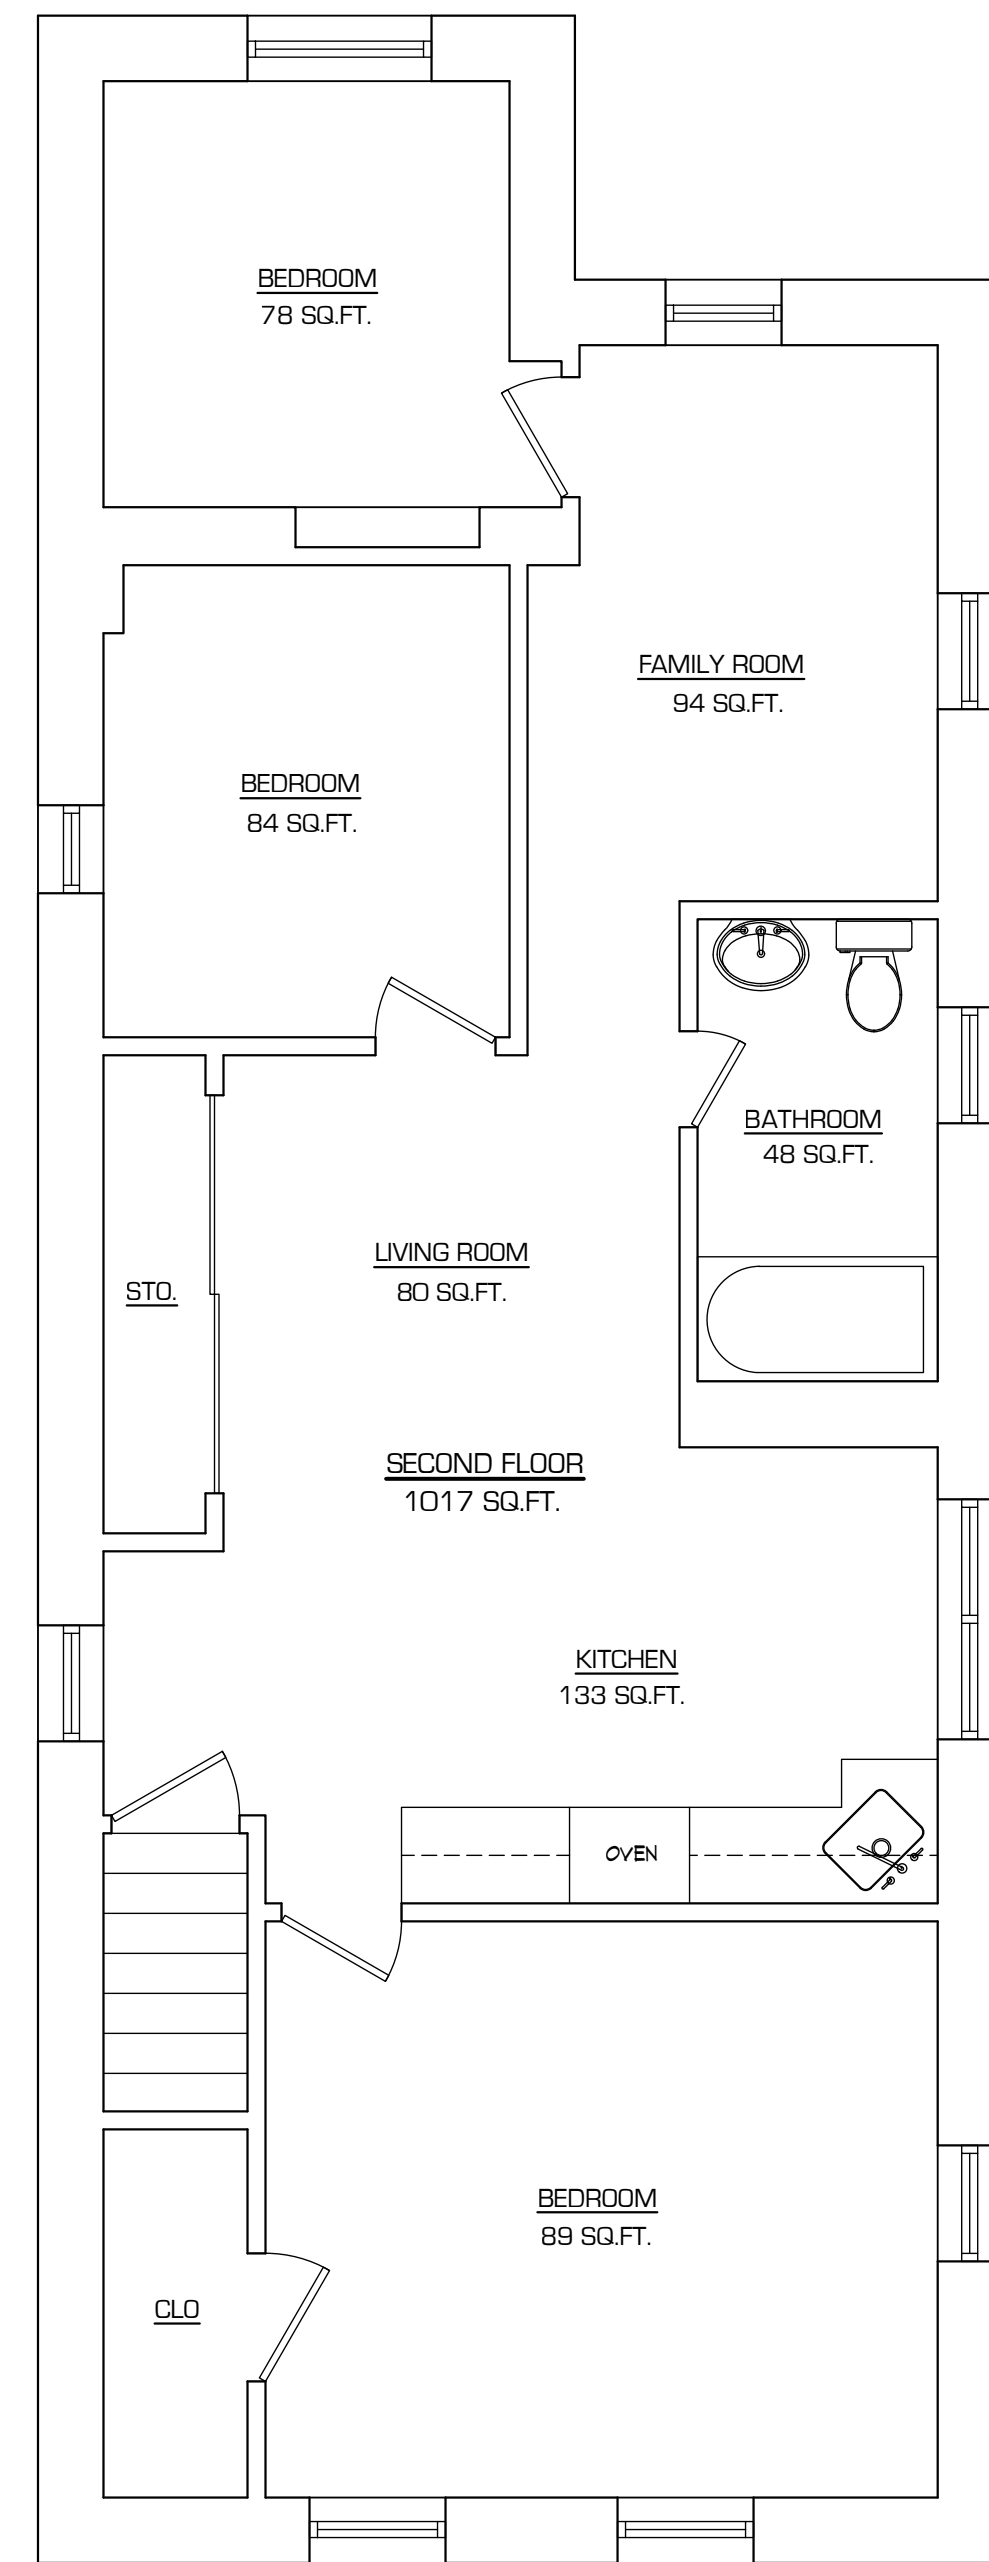 BEDROOM
78 SQ.FT.
FAMILY ROOM
94 SQ.FT.
BEDROOM
84 SQ.FT.
BATHROOM
48 SQ.FT.
LIVING ROOM
80 SQ.FT.
STO.
SECOND FLOOR
1017 SQ.FT.
KITCHEN
133 SQ.FT.
OVEN
BEDROOM
89 SQ.FT.
CLO